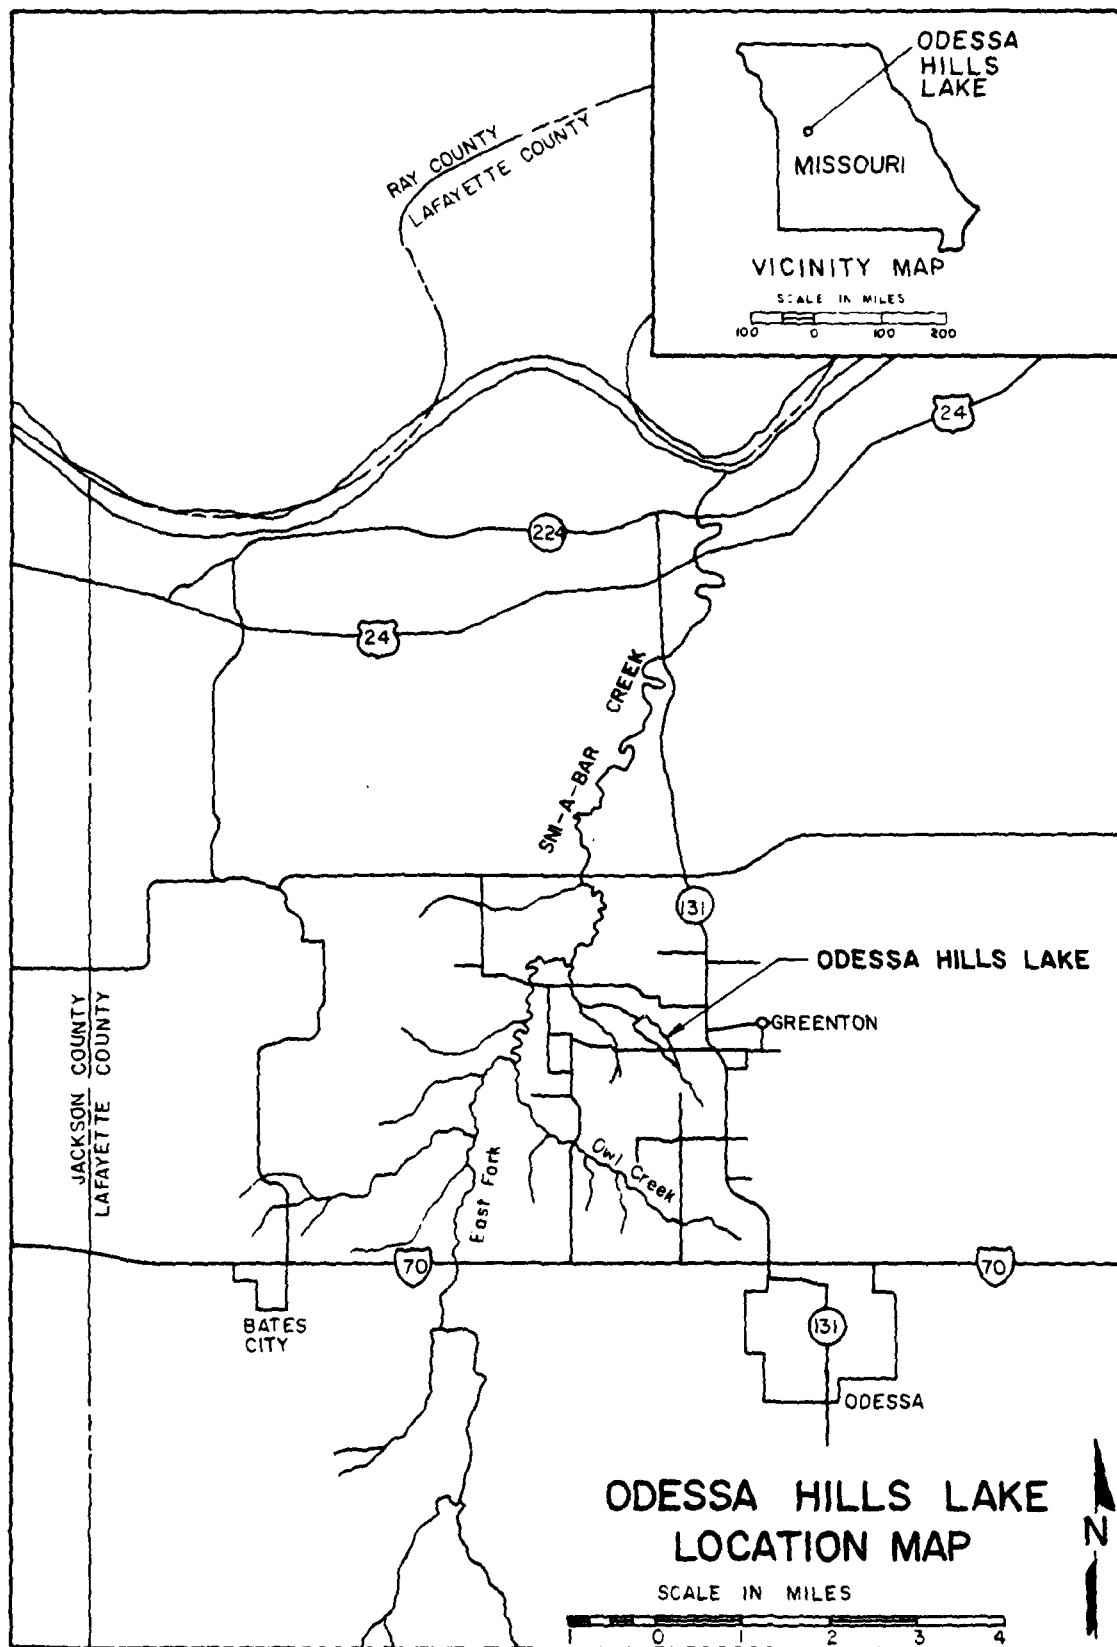 ODESSA
HILLS
LAKE
MISSOURI
VICINITY MAP
SCALE IN MILES
100 0 100 200
RAY COUNTY
LAFAYETTE COUNTY
24
224
24
SNI-A-BAR CREEK
131
ODESSA HILLS LAKE
GREENTON
JACKSON COUNTY
LAFAYETTE COUNTY
Owl Creek
East Fork
70
70
BATES
CITY
131
ODESSA
ODESSA HILLS LAKE
LOCATION MAP
N
SCALE IN MILES
1 0 1 2 3 4